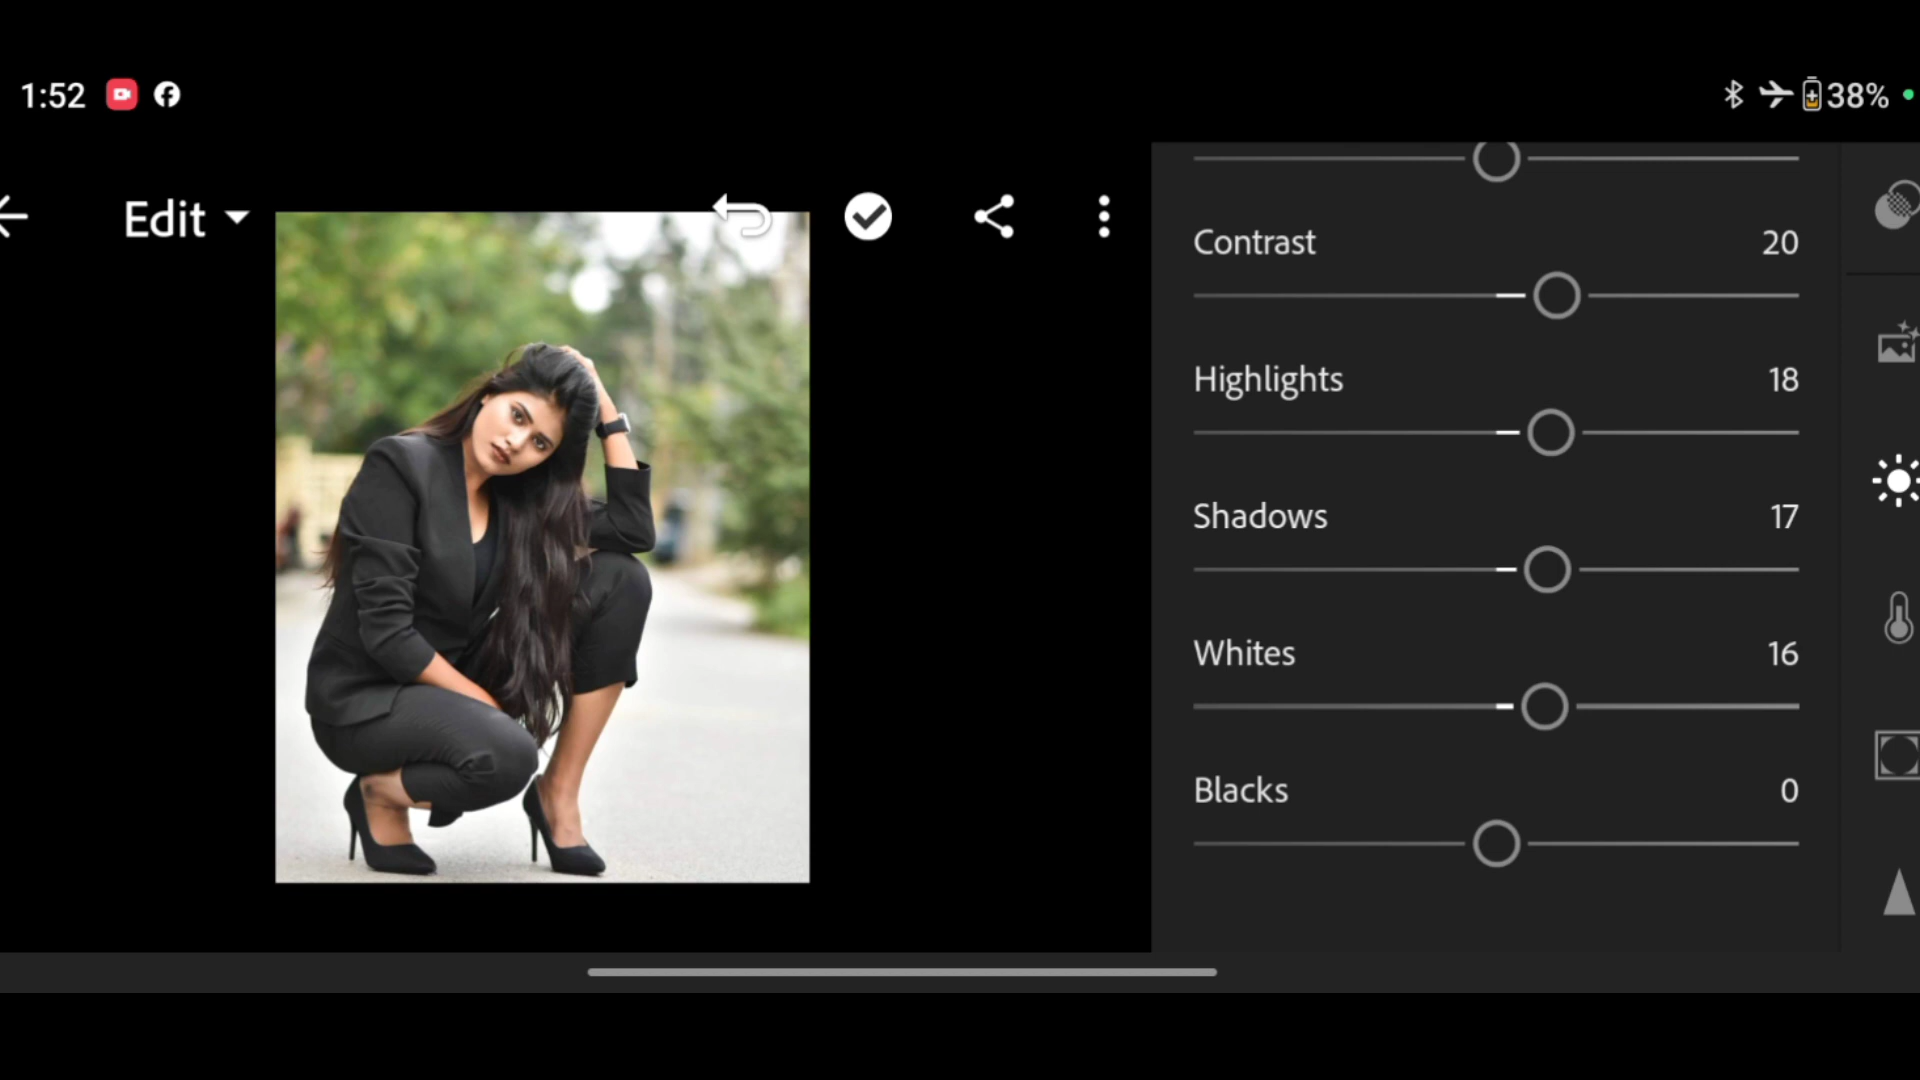 1:52
38%
Edit
Contrast 20
Highlights 18
Shadows 17
Whites 16
Blacks 0